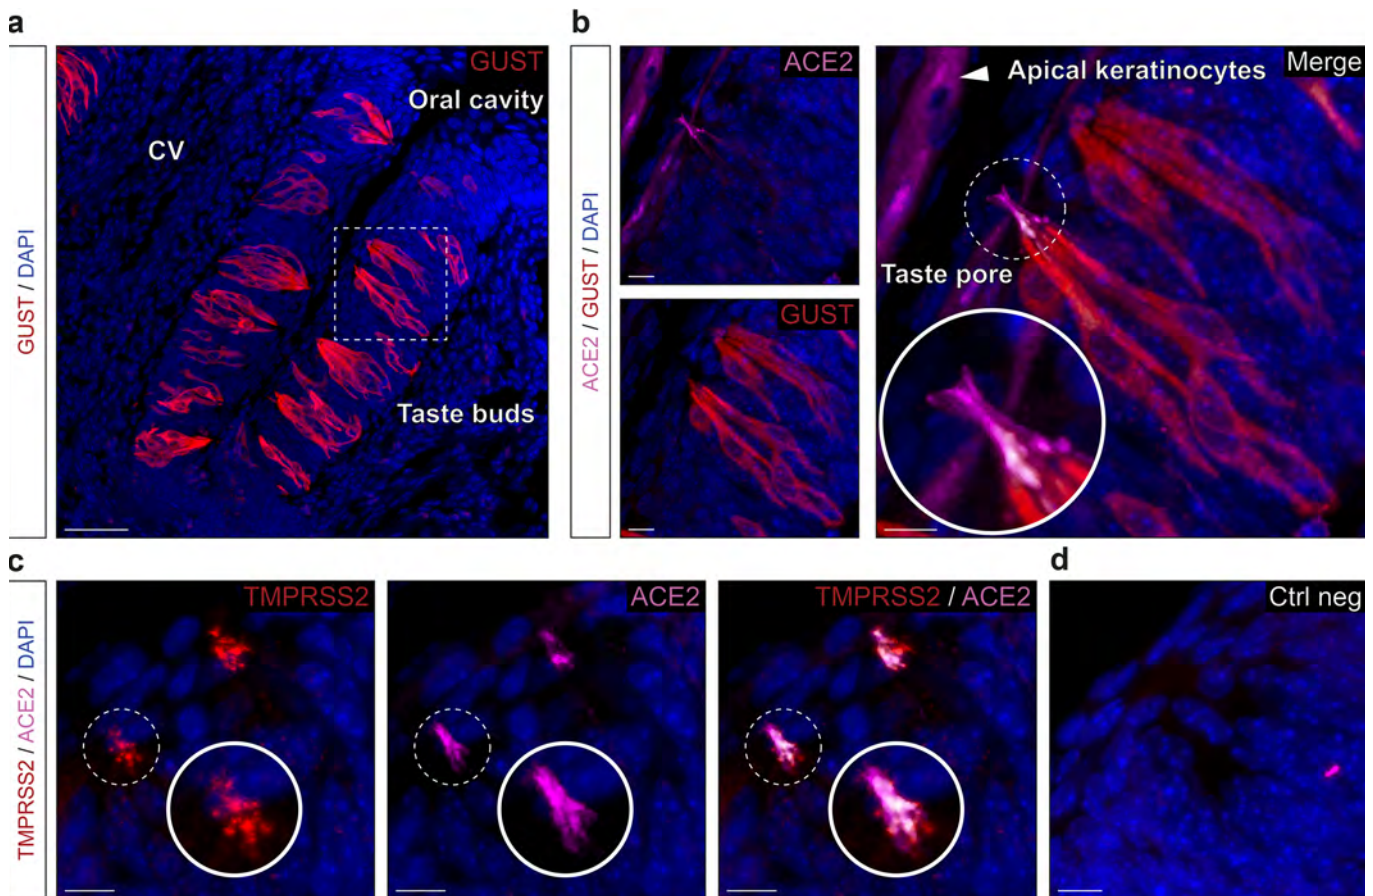 a
GUST / DAPI
GUST
Oral cavity
CV
Taste buds
b
ACE2 / GUST / DAPI
ACE2
GUST
Merge
Apical keratinocytes
Taste pore
c
TMPRSS2 / ACE2 / DAPI
TMPRSS2
ACE2
TMPRSS2 / ACE2
d
Ctrl neg